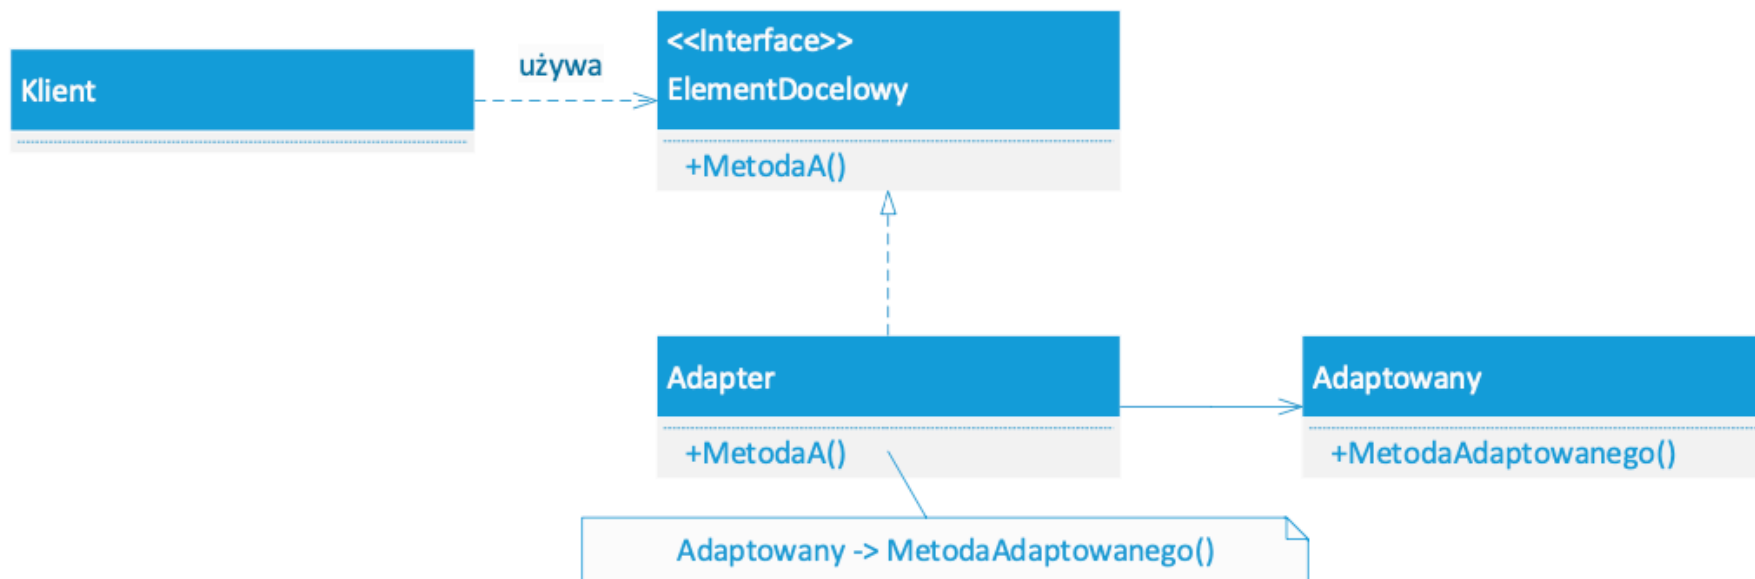 Klient
używa
<<Interface>>
ElementDocelowy
+MetodaA()
Adapter
+MetodaA()
Adaptowany
+MetodaAdaptowanego()
Adaptowany -> MetodaAdaptowanego()